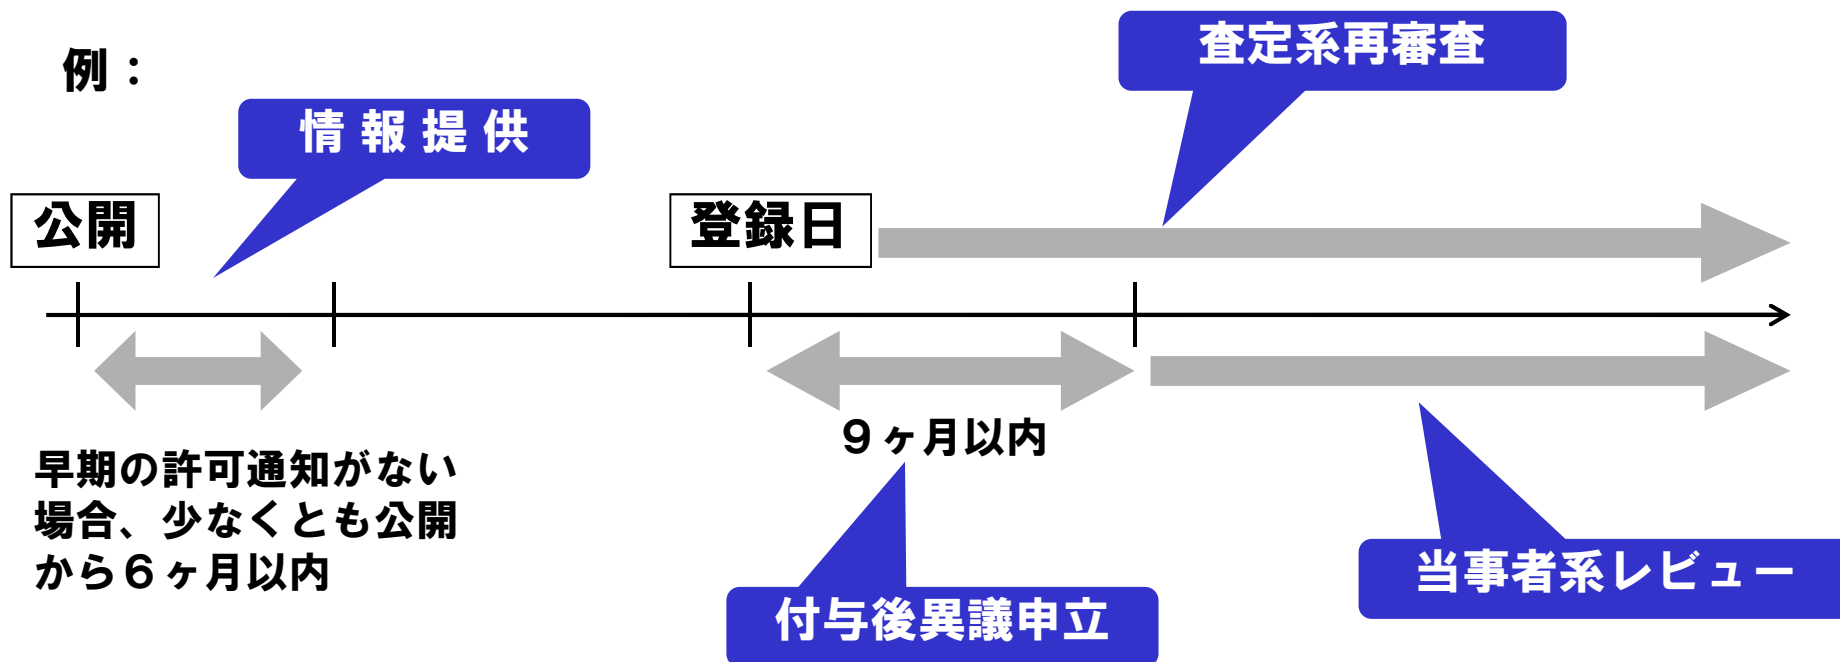 例：
査定系再審査
情報提供
公開
登録日
９ヶ月以内
早期の許可通知がない
場合、少なくとも公開
から６ヶ月以内
当事者系レビュー
付与後異議申立